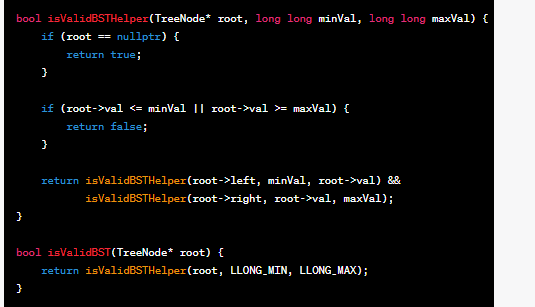 bool isValidBSTHelper(TreeNode* root, long long minVal, long long maxVal) {
    if (root == nullptr) {
        return true;
    }

    if (root->val <= minVal || root->val >= maxVal) {
        return false;
    }

    return isValidBSTHelper(root->left, minVal, root->val) &&
           isValidBSTHelper(root->right, root->val, maxVal);
}

bool isValidBST(TreeNode* root) {
    return isValidBSTHelper(root, LLONG_MIN, LLONG_MAX);
}